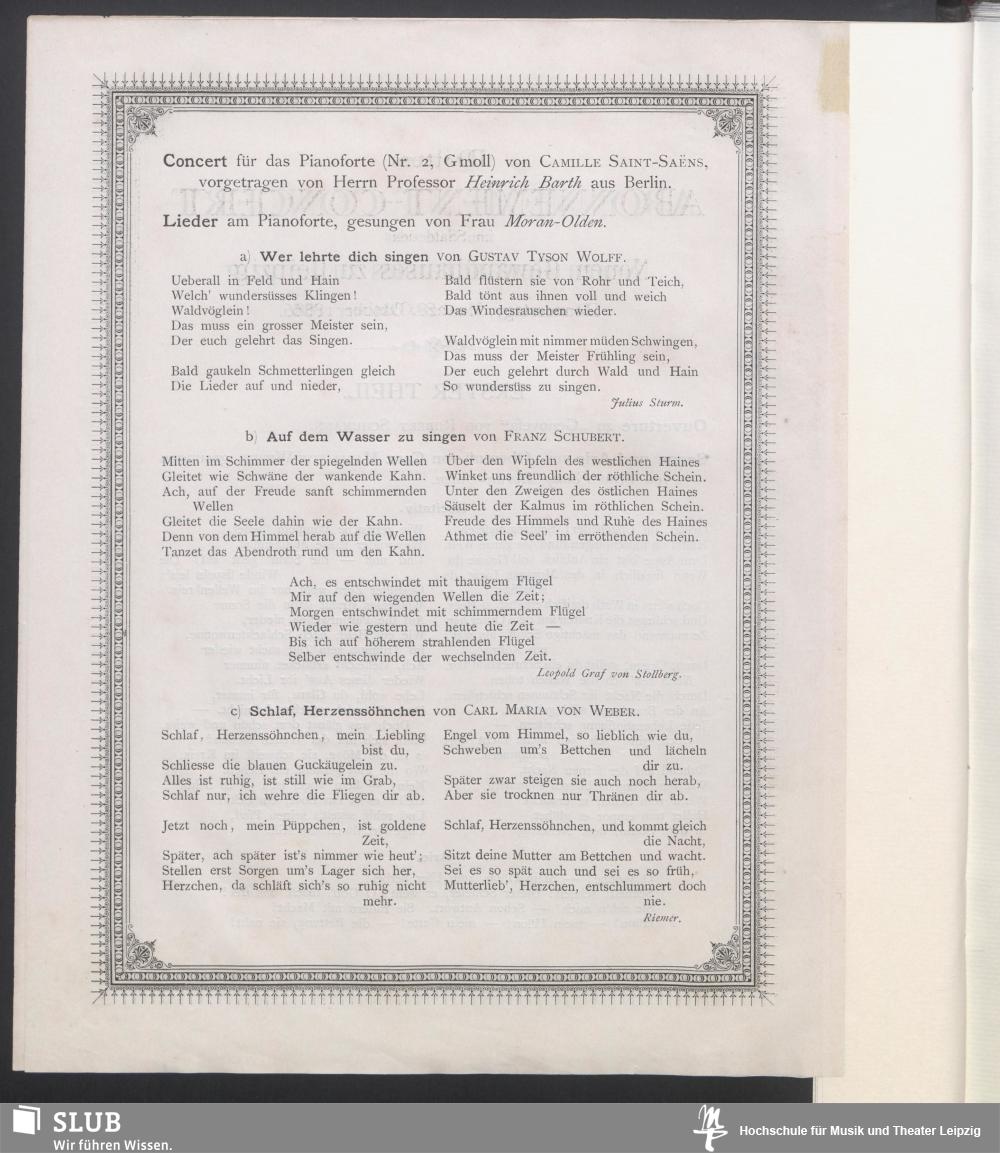 Concert für das Pianoforte (Nr. 2, Gmoll) von CAMILLE SAINT-SAËNS,
vorgetragen von Herrn Professor Heinrich Barth aus Berlin.
Lieder am Pianoforte, gesungen von Frau Moran-Olden.
a) Wer lehrte dich singen von GUSTAV TYSON WOLFF.
Ueberall in Feld und Hain
Welch' wundersüsses Klingen!
Waldvöglein!
Das muss ein grosser Meister sein,
Der euch gelehrt das Singen.
Bald gaukeln Schmetterlingen gleich
Die Lieder auf und nieder,
Bald flüstern sie von Rohr und Teich,
Bald tönt aus ihnen voll und weich
Das Windesrauschen wieder.
Waldvöglein mit nimmer müden Schwingen,
Das muss der Meister Frühling sein,
Der euch gelehrt durch Wald und Hain
So wundersüss zu singen.
Julius Sturm.
b) Auf dem Wasser zu singen von FRANZ SCHUBERT.
Mitten im Schimmer der spiegelnden Wellen
Gleitet wie Schwäne der wankende Kahn.
Ach, auf der Freude sanft schimmernden
Wellen
Gleitet die Seele dahin wie der Kahn.
Denn von dem Himmel herab auf die Wellen
Tanzet das Abendroth rund um den Kahn.
Über den Wipfeln des westlichen Haines
Winket uns freundlich der röthliche Schein.
Unter den Zweigen des östlichen Haines
Säuselt der Kalmus im röthlichen Schein.
Freude des Himmels und Ruhe des Haines
Athmet die Seel' im erröthenden Schein.
Ach, es entschwindet mit thauigem Flügel
Mir auf den wiegenden Wellen die Zeit;
Morgen entschwindet mit schimmerndem Flügel
Wieder wie gestern und heute die Zeit —
Bis ich auf höherem strahlenden Flügel
Selber entschwinde der wechselnden Zeit.
Leopold Graf von Stollberg.
c) Schlaf, Herzenssöhnchen von CARL MARIA VON WEBER.
Schlaf, Herzenssöhnchen, mein Liebling
bist du,
Schliesse die blauen Guckäugelein zu.
Alles ist ruhig, ist still wie im Grab,
Schlaf nur, ich wehre die Fliegen dir ab.
Jetzt noch, mein Püppchen, ist goldene
Zeit,
Später, ach später ist's nimmer wie heut';
Stellen erst Sorgen um's Lager sich her,
Herzchen, da schläft sich's so ruhig nicht
mehr.
Engel vom Himmel, so lieblich wie du,
Schweben um's Bettchen und lächeln
dir zu.
Später zwar steigen sie auch noch herab,
Aber sie trocknen nur Thränen dir ab.
Schlaf, Herzenssöhnchen, und kommt gleich
die Nacht,
Sitzt deine Mutter am Bettchen und wacht.
Sei es so spät auch und sei es so früh,
Mutterlieb', Herzchen, entschlummert doch
nie.
Riemer.
SLUB
Wir führen Wissen.
Hochschule für Musik und Theater Leipzig